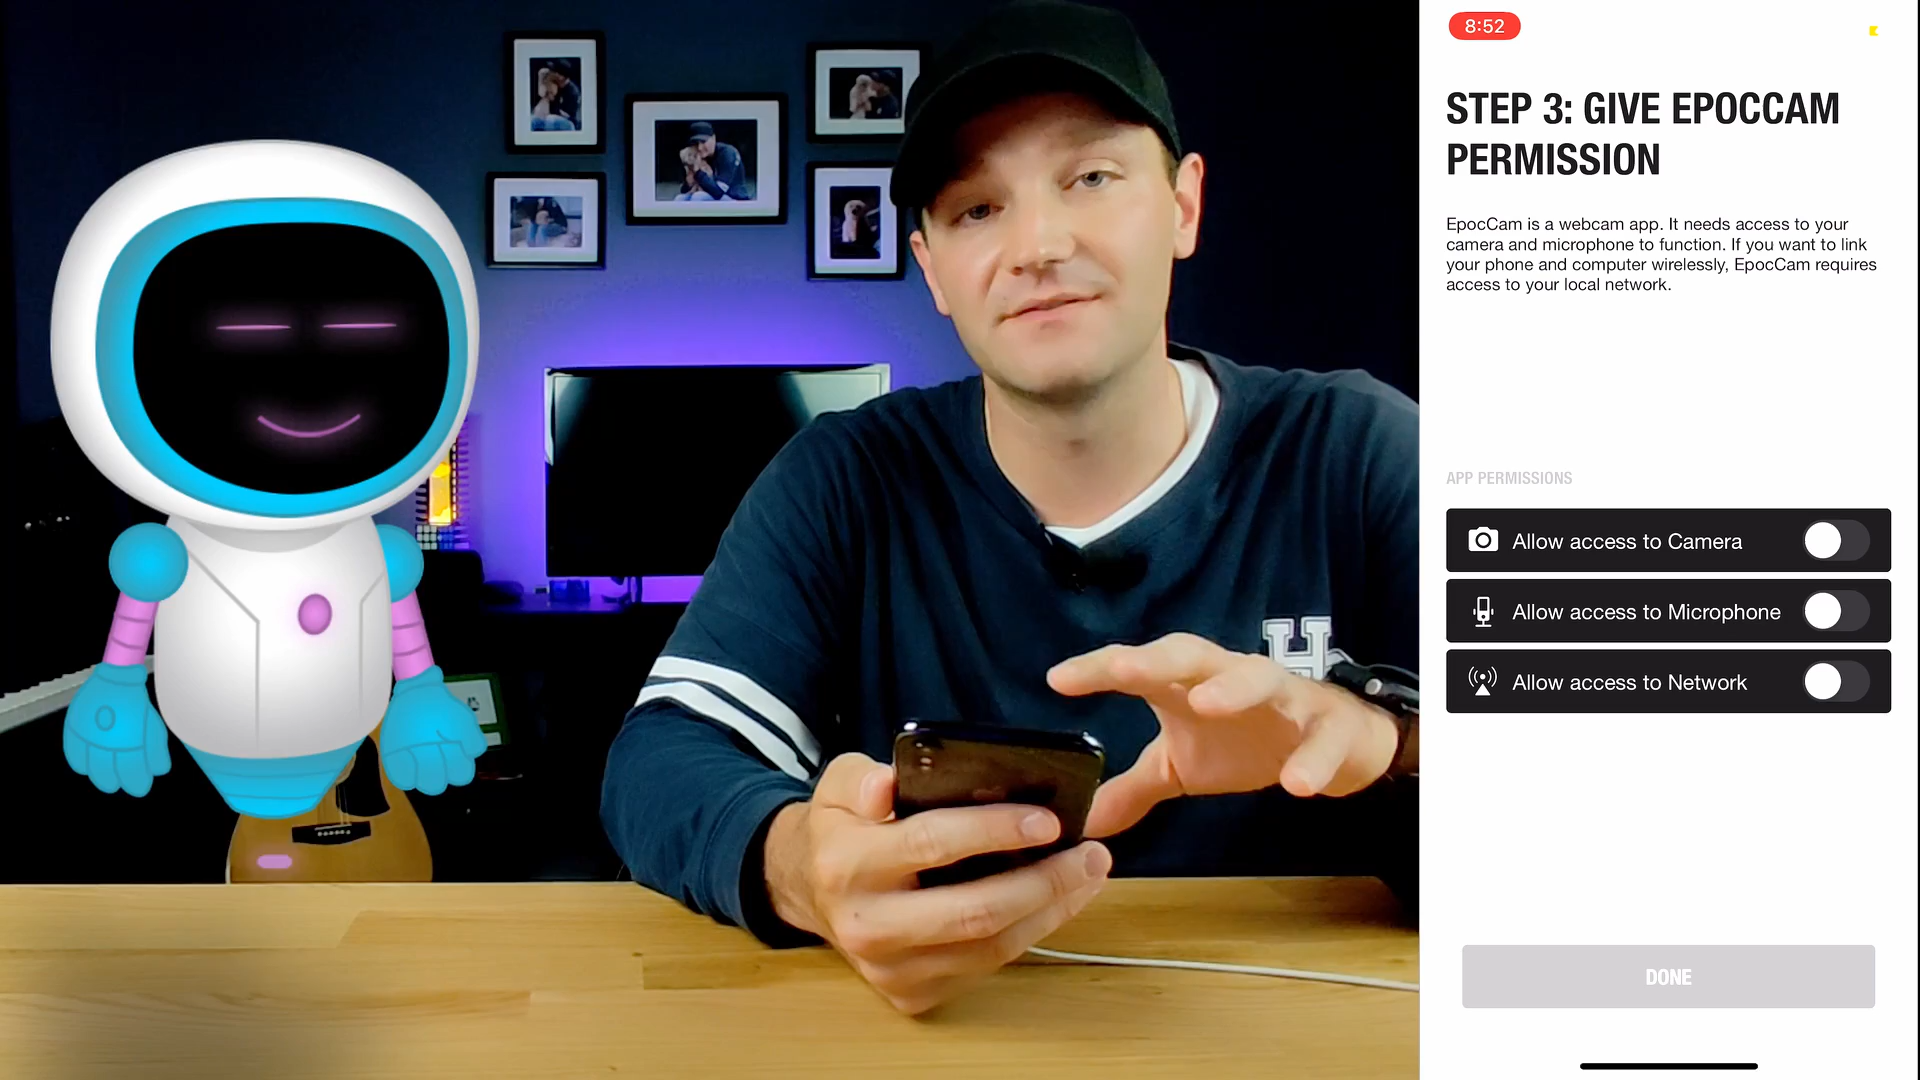 8:52
STEP 3: GIVE EPOCCAM
PERMISSION
EpocCam is a webcam app. It needs access to your
camera and microphone to function. If you want to link
your phone and computer wirelessly, EpocCam requires
access to your local network.
APP PERMISSIONS
Allow access to Camera
Allow access to Microphone
Allow access to Network
DONE
H